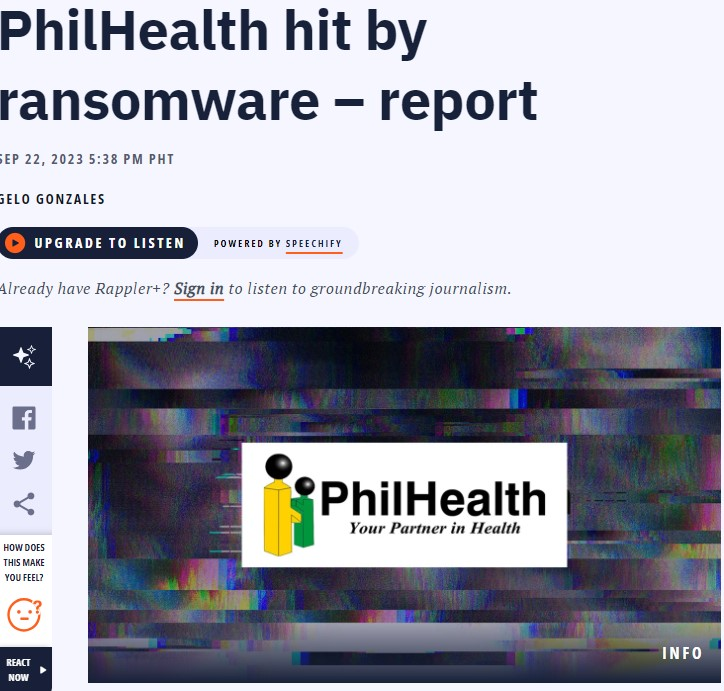 PhilHealth hit by
ransomware – report
SEP 22, 2023 5:38 PM PHT
GELO GONZALES
UPGRADE TO LISTEN
POWERED BY SPEECHIFY
Already have Rappler+? Sign in to listen to groundbreaking journalism.
PhilHealth
Your Partner in Health
INFO
HOW DOES
THIS MAKE
YOU FEEL?
REACT
NOW